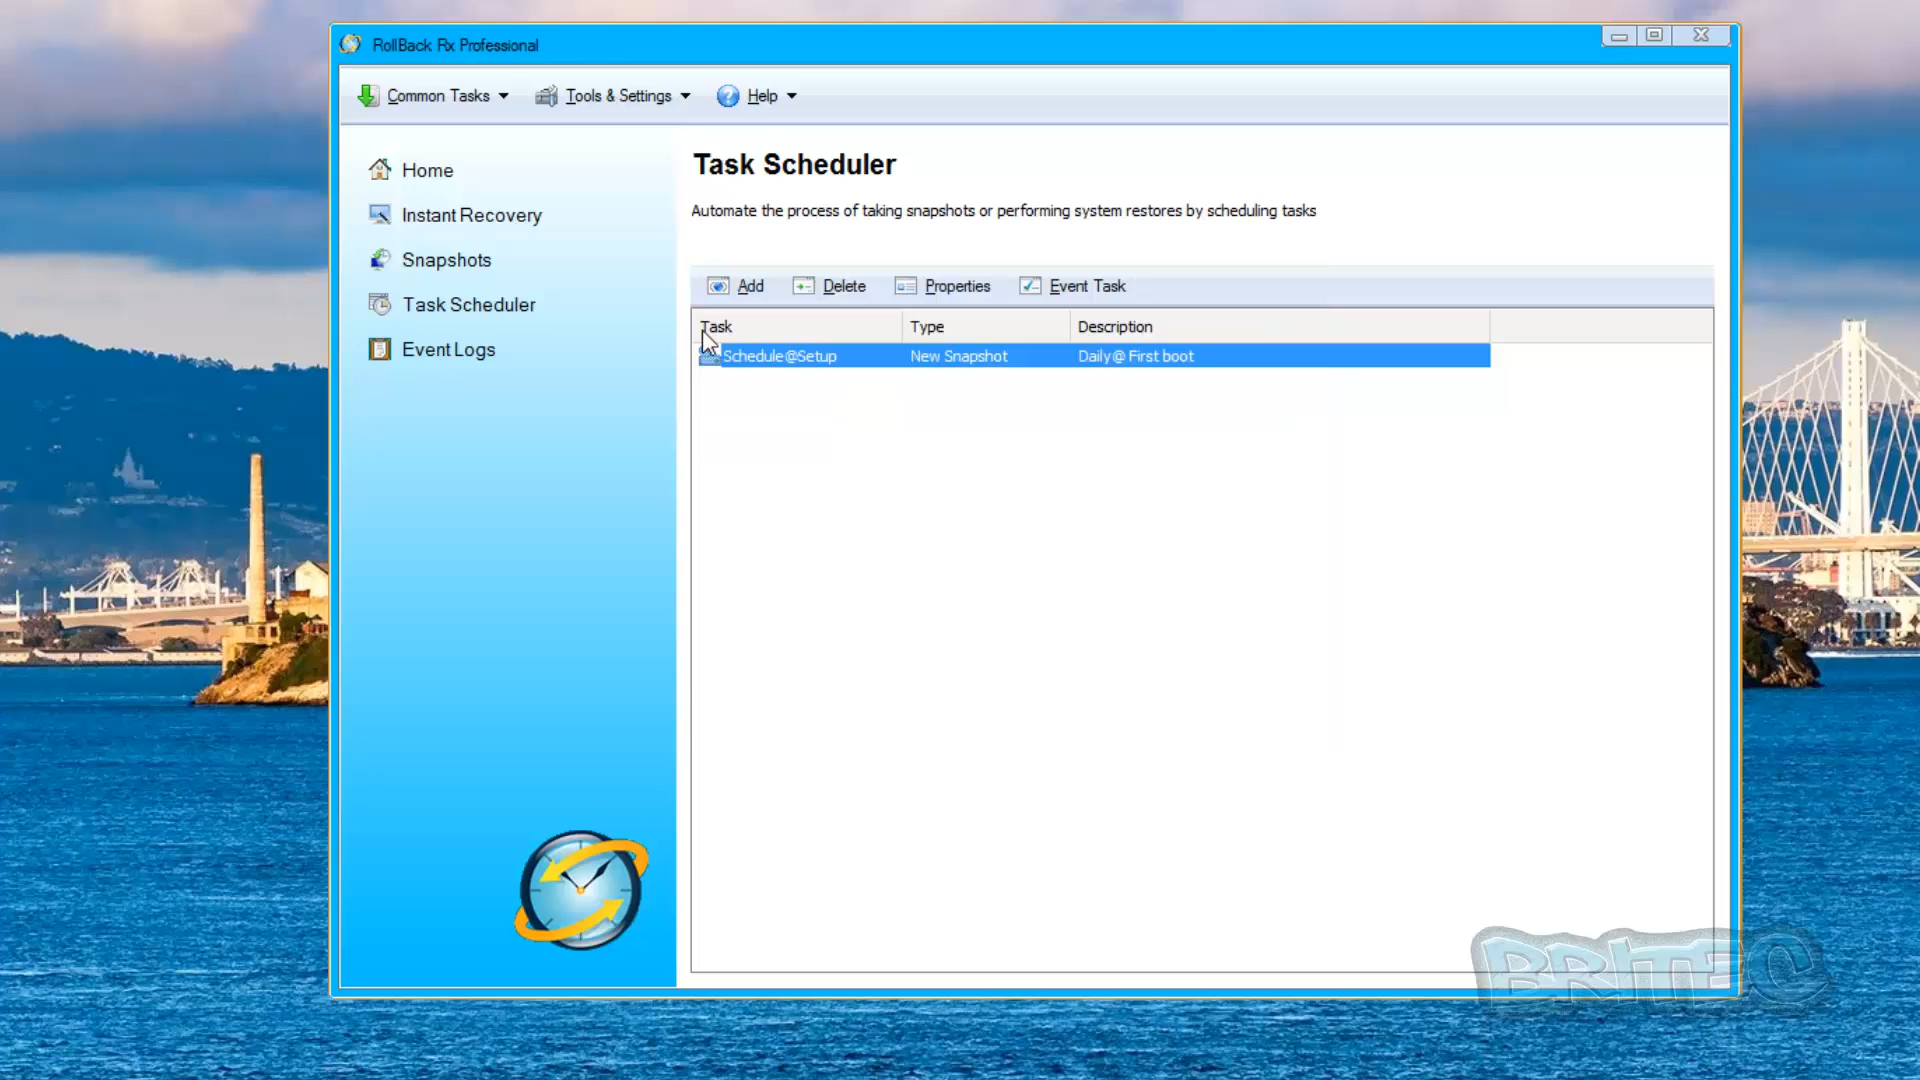 RollBack Rx Professional
Common Tasks Tools & Settings Help
Home
Instant Recovery
Snapshots
Task Scheduler
Event Logs
Task Scheduler
Automate the process of taking snapshots or performing system restores by scheduling tasks
Add Delete Properties Event Task
Task Type Description
Schedule@Setup New Snapshot Daily@ First boot
BRITEC